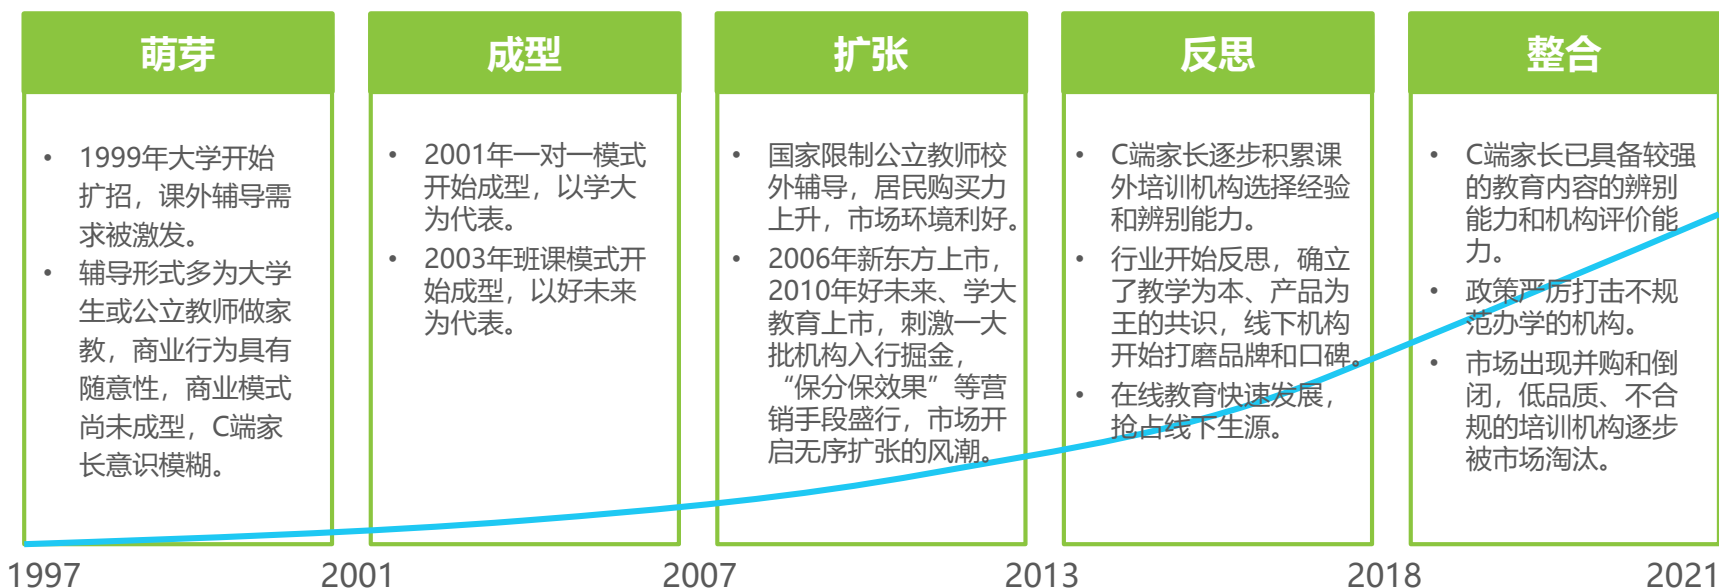 萌芽
• 1999年大学开始
扩招，课外辅导需
求被激发。
• 辅导形式多为大学
生或公立教师做家
教，商业行为具有
随意性，商业模式
尚未成型，C端家
长意识模糊。
成型
• 2001年一对一模式
开始成型，以学大
为代表。
• 2003年班课模式开
始成型，以好未来
为代表。
扩张
• 国家限制公立教师校
外辅导，居民购买力
上升，市场环境利好。
• 2006年新东方上市，
2010年好未来、学大
教育上市，刺激一大
批机构入行掘金，
“保分保效果”等营
销手段盛行，市场开
启无序扩张的风潮。
反思
• C端家长逐步积累课
外培训机构选择经验
和辨别能力。
• 行业开始反思，确立
了教学为本、产品为
王的共识，线下机构
开始打磨品牌和口碑。
• 在线教育快速发展，
抢占线下生源。
整合
• C端家长已具备较强
的教育内容的辨别
能力和机构评价能
力。
• 政策严厉打击不规
范办学的机构。
• 市场出现并购和倒
闭，低品质、不合
规的培训机构逐步
被市场淘汰。
1997 2001 2007 2013 2018 2021